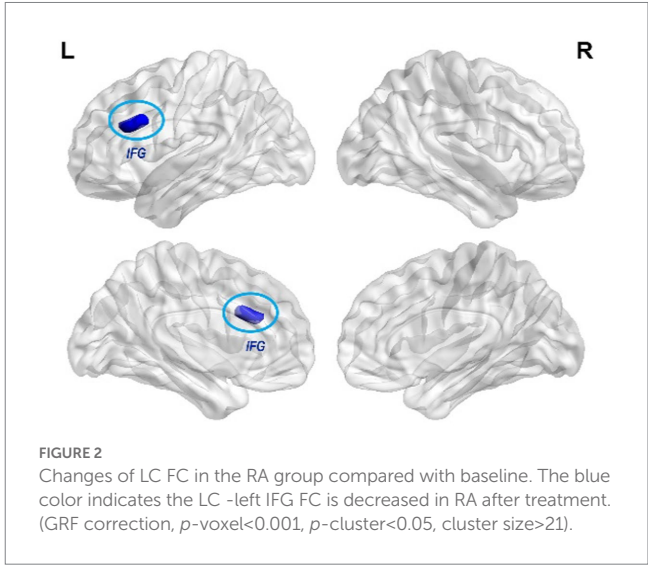 L R
IFG
IFG
FIGURE 2
Changes of LC FC in the RA group compared with baseline. The blue
color indicates the LC -left IFG FC is decreased in RA after treatment.
(GRF correction, p-voxel<0.001, p-cluster<0.05, cluster size>21).